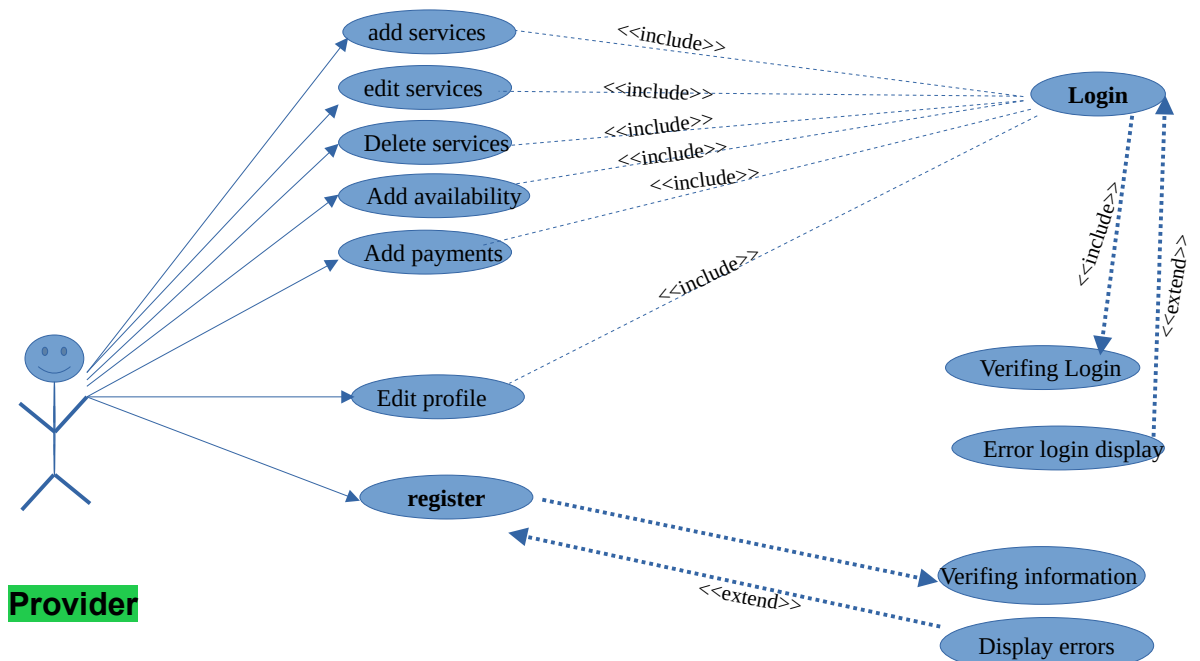 add services
<<include>>
edit services
<<include>>
Login
Delete services
<<include>>
<<include>>
Add availability
<<include>>
Add payments
<<include>>
<<include>>
<<extend>>
Verifing Login
Edit profile
Error login display
register
Verifing information
<<extend>>
Provider
Display errors